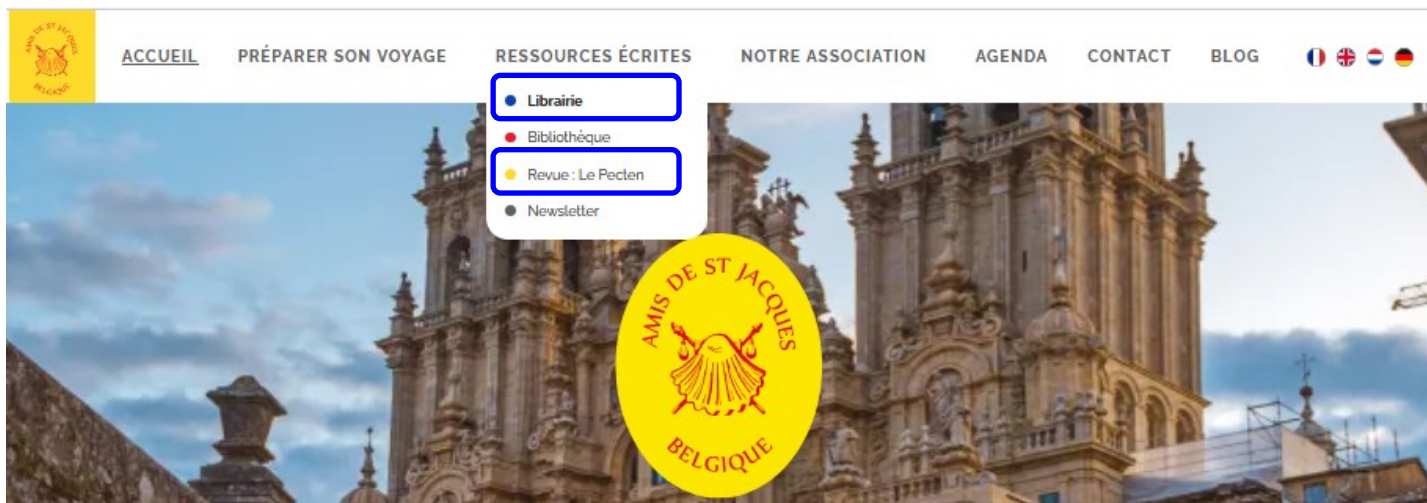 AMIS DE ST JACQUES
BELGIQUE
ACCUEIL PRÉPARER SON VOYAGE RESSOURCES ÉCRITES NOTRE ASSOCIATION AGENDA CONTACT BLOG
Librairie
Bibliothèque
Revue : Le Pecten
Newsletter
AMIS DE ST JACQUES
BELGIQUE